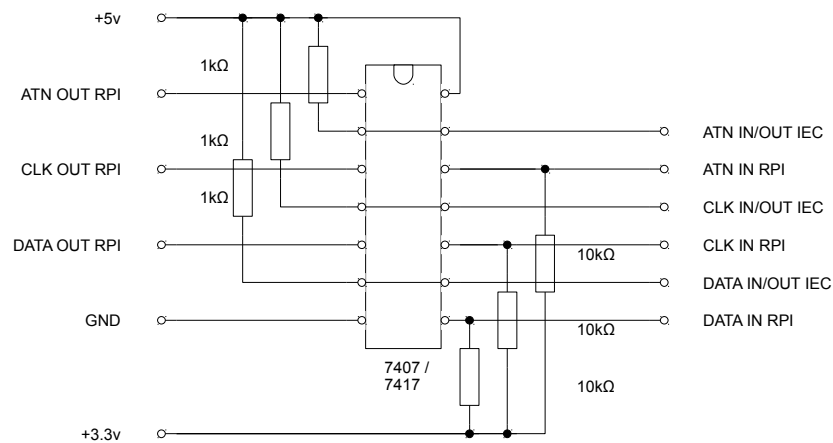 +5v
1kΩ
ATN OUT RPI
1kΩ
ATN IN/OUT IEC
CLK OUT RPI
ATN IN RPI
1kΩ
CLK IN/OUT IEC
DATA OUT RPI
CLK IN RPI
10kΩ
DATA IN/OUT IEC
GND
DATA IN RPI
10kΩ
7407 /
7417
10kΩ
+3.3v